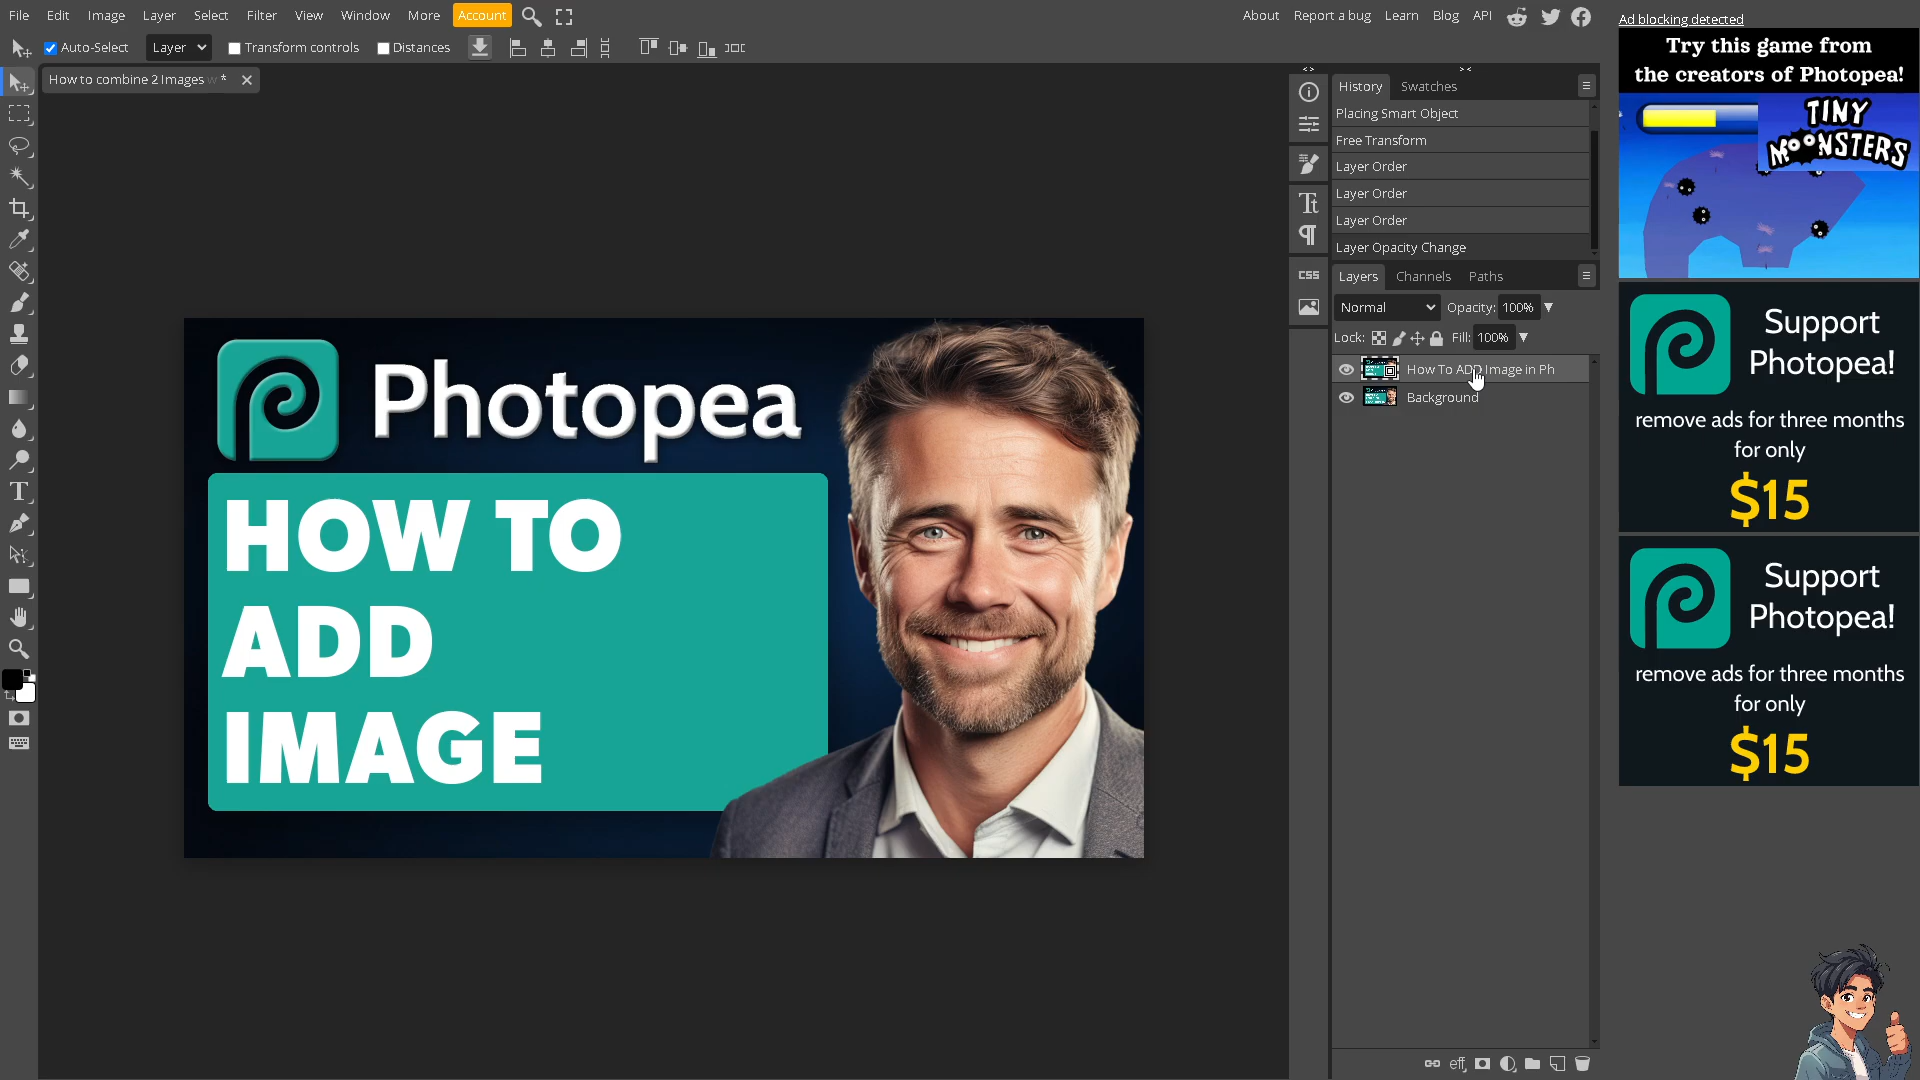 File Edit Image Layer Select Filter View Window More Account
About Report a bug Learn Blog API
Auto-Select Layer Transform controls Distances
How to combine 2 Images *
History Swatches
Placing Smart Object
Free Transform
Layer Order
Layer Order
Layer Order
Layer Opacity Change
Layers Channels Paths
Normal Opacity: 100%
Lock: Fill: 100%
How To ADD Image in Ph
Background
CSS
eff
Photopea
HOW TO
ADD
IMAGE
Ad blocking detected
Try this game from
the creators of Photopea!
TINY
MOONSTERS
Support
Photopea!
remove ads for three months
for only
$15
Support
Photopea!
remove ads for three months
for only
$15